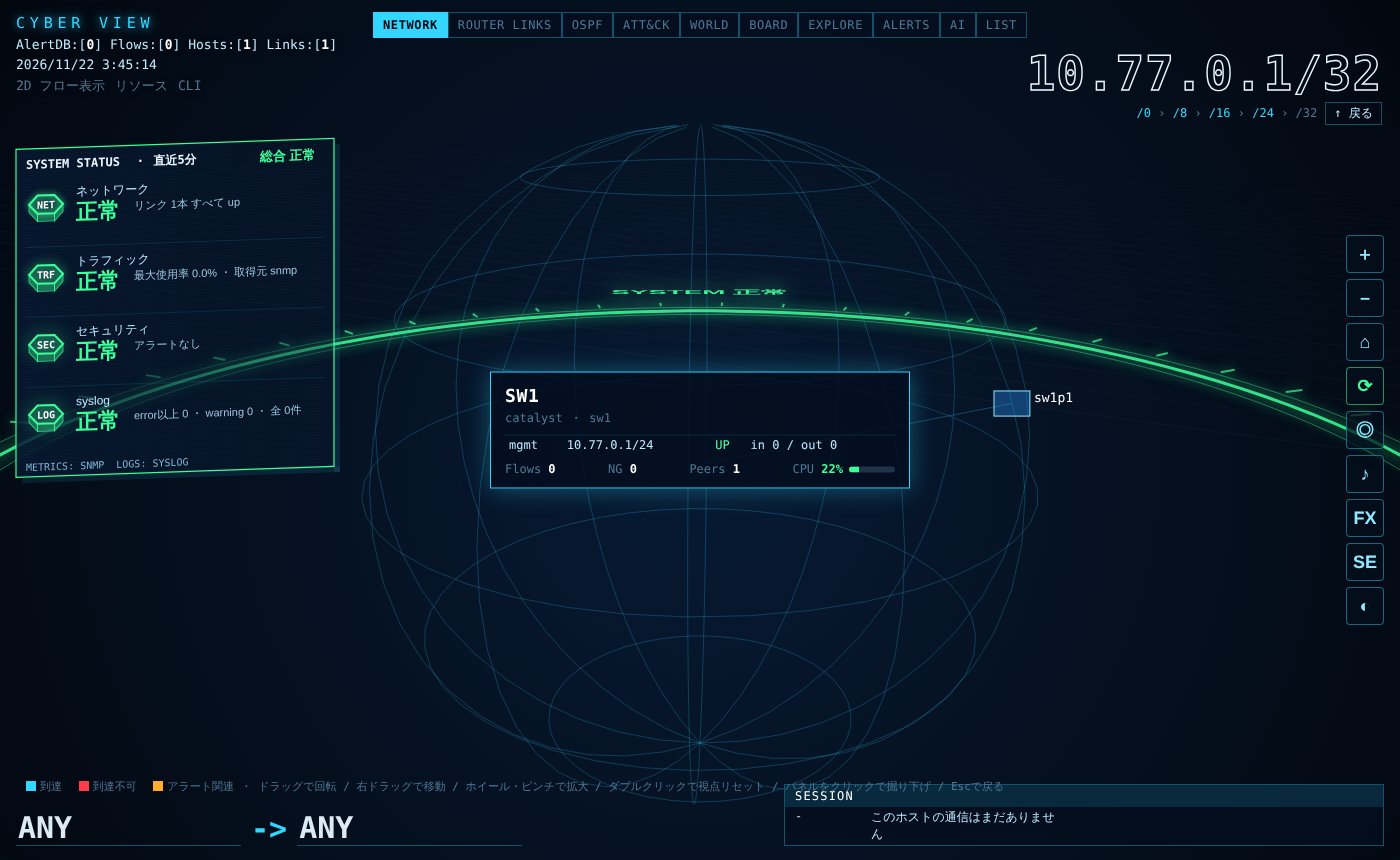 CYBER VIEW
AlertDB:[0] Flows:[0] Hosts:[1] Links:[1]
2026/11/22 3:45:14
2D フロー表示 リソース CLI
NETWORK ROUTER LINKS OSPF ATT&CK WORLD BOARD EXPLORE ALERTS AI LIST
10.77.0.1/32
/0 › /8 › /16 › /24 › /32 ↑ 戻る
SYSTEM STATUS ・ 直近5分 総合 正常
NET ネットワーク
正常 リンク 1本 すべて up
TRF トラフィック
正常 最大使用率 0.0% ・ 取得元 snmp
SEC セキュリティ
正常 アラートなし
LOG syslog
正常 error以上 0 ・ warning 0 ・ 全 0件
METRICS: SNMP LOGS: SYSLOG
SYSTEM 正常
SW1
catalyst ・ sw1
mgmt 10.77.0.1/24 UP in 0 / out 0
Flows 0 NG 0 Peers 1 CPU 22%
sw1p1
+
−
⌂
⟳
◎
♪
FX
SE
◐
到達 到達不可 アラート関連 ・ ドラッグで回転 / 右ドラッグで移動 / ホイール・ピンチで拡大 / ダブルクリックで視点リセット / パネルをクリックで掘り下げ / Escで戻る
ANY -> ANY
SESSION
- このホストの通信はまだありませ
ん